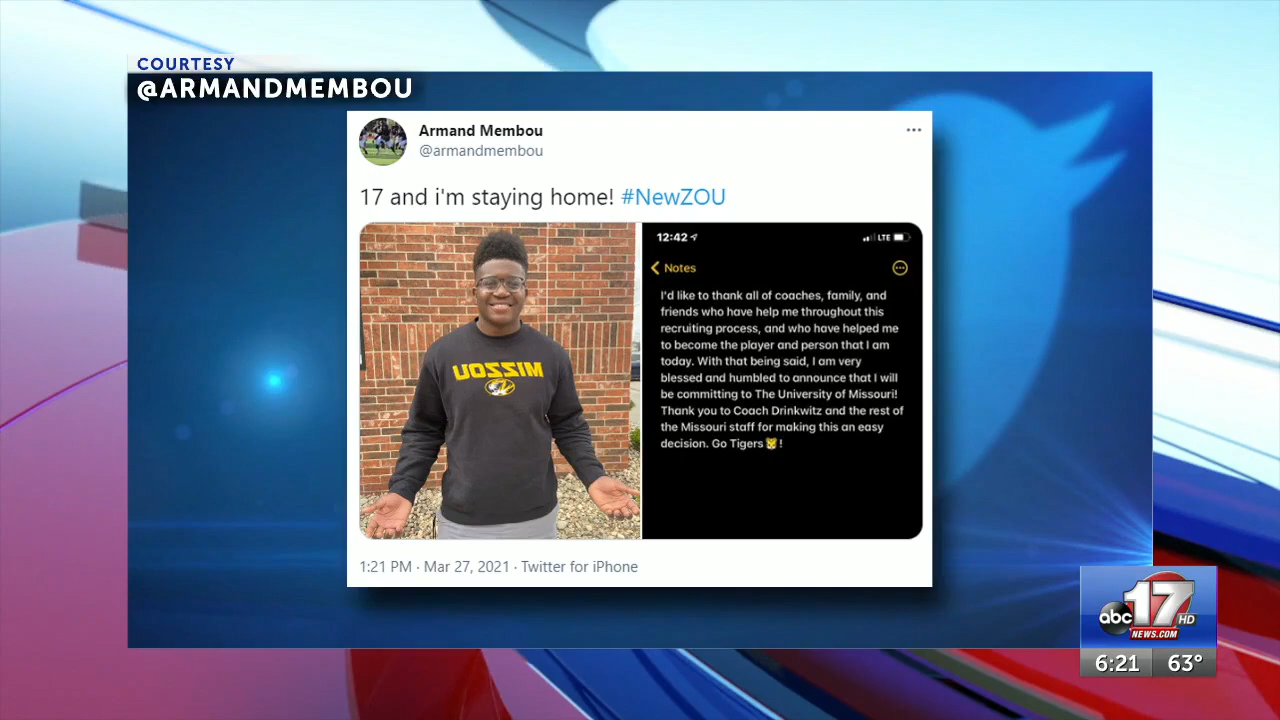 COURTESY
@ARMANDMEMBOU
Armand Membou
@armandmembou
17 and i'm staying home! #NewZOU
MIZZOU
12:42
LTE
Notes
I'd like to thank all of coaches, family, and
friends who have help me throughout this
recruiting process, and who have helped me
to become the player and person that I am
today. With that being said, I am very
blessed and humbled to announce that I will
be committing to The University of Missouri!
Thank you to Coach Drinkwitz and the rest of
the Missouri staff for making this an easy
decision. Go Tigers🐯!
1:21 PM · Mar 27, 2021 · Twitter for iPhone
abc 17 HD
NEWS.COM
6:21 63°